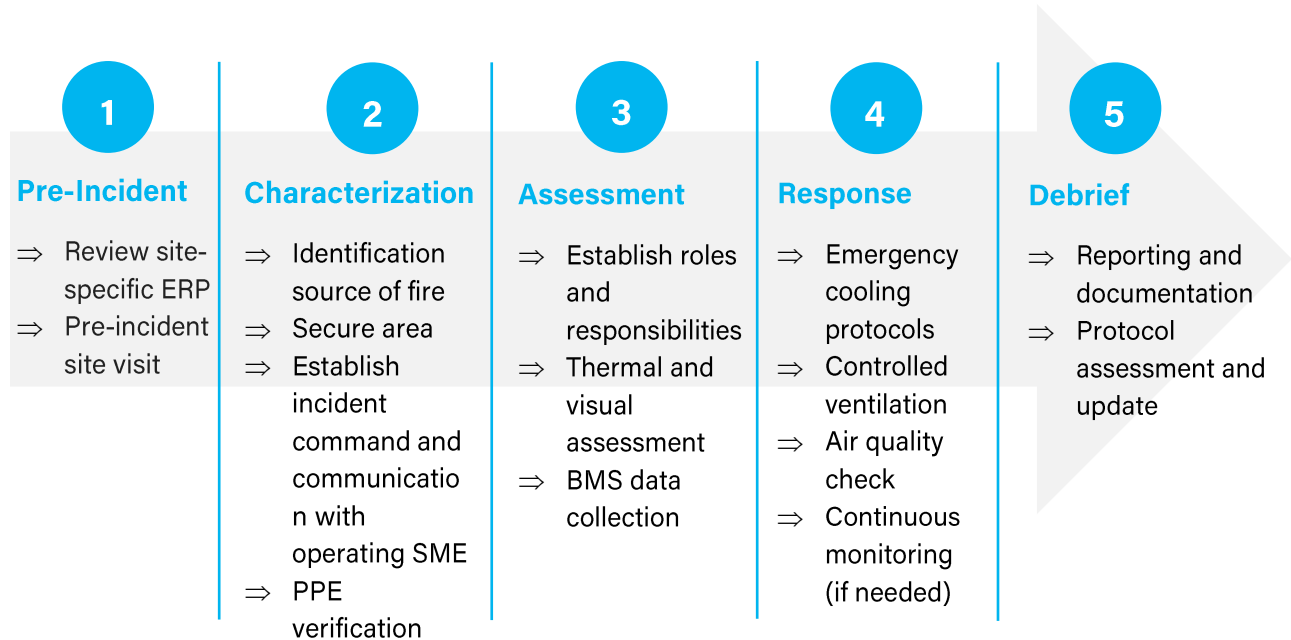 1
Pre-Incident
⇒ Review site-
specific ERP
⇒ Pre-incident
site visit
2
Characterization
⇒ Identification
source of fire
⇒ Secure area
⇒ Establish
incident
command and
communicatio
n with
operating SME
⇒ PPE
verification
3
Assessment
⇒ Establish roles
and
responsibilities
⇒ Thermal and
visual
assessment
⇒ BMS data
collection
4
Response
⇒ Emergency
cooling
protocols
⇒ Controlled
ventilation
⇒ Air quality
check
⇒ Continuous
monitoring
(if needed)
5
Debrief
⇒ Reporting and
documentation
⇒ Protocol
assessment and
update